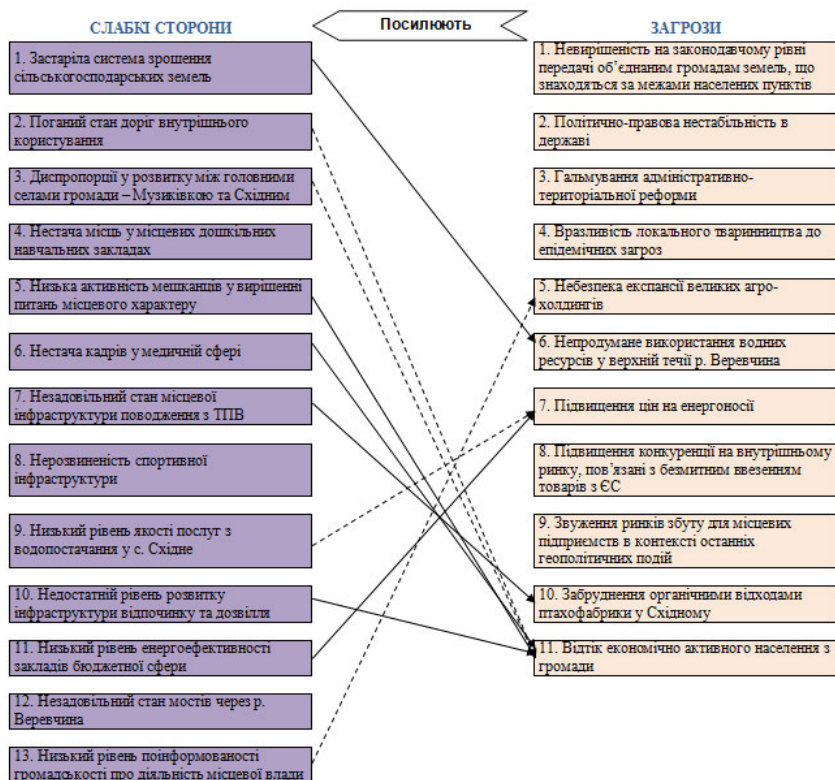 СЛАБКІ СТОРОНИ
Посилюють
ЗАГРОЗИ
1. Застаріла система зрошення
сільськогосподарських земель
2. Поганий стан доріг внутрішнього
користування
3. Диспропорції у розвитку між головними
селами громади – Музиківкою та Східним
4. Нестача місць у місцевих дошкільних
навчальних закладах
5. Низька активність мешканців у вирішенні
питань місцевого характеру
6. Нестача кадрів у медичній сфері
7. Незадовільний стан місцевої
інфраструктури поводження з ТПВ
8. Нерозвиненість спортивної
інфраструктури
9. Низький рівень якості послуг з
водопостачання у с. Східне
10. Недостатній рівень розвитку
інфраструктури відпочинку та дозвілля
11. Низький рівень енергоефективності
закладів бюджетної сфери
12. Незадовільний стан мостів через р.
Веревчина
13. Низький рівень поінформованості
громадськості про діяльність місцевої влади
1. Невирішеність на законодавчому рівні
передачі об’єднаним громадам земель, що
знаходяться за межами населених пунктів
2. Політично-правова нестабільність в
державі
3. Гальмування адміністративно-
територіальної реформи
4. Вразливість локального тваринництва до
епідемічних загроз
5. Небезпека експансії великих агро-
холдингів
6. Непродумане використання водних
ресурсів у верхній течії р. Веревчина
7. Підвищення цін на енергоносії
8. Підвищення конкуренції на внутрішньому
ринку, пов’язані з безмитним ввезенням
товарів з ЄС
9. Звуження ринків збуту для місцевих
підприємств в контексті останніх
геополітичних подій
10. Забруднення органічними відходами
птахофабрики у Східному
11. Відтік економічно активного населення з
громади